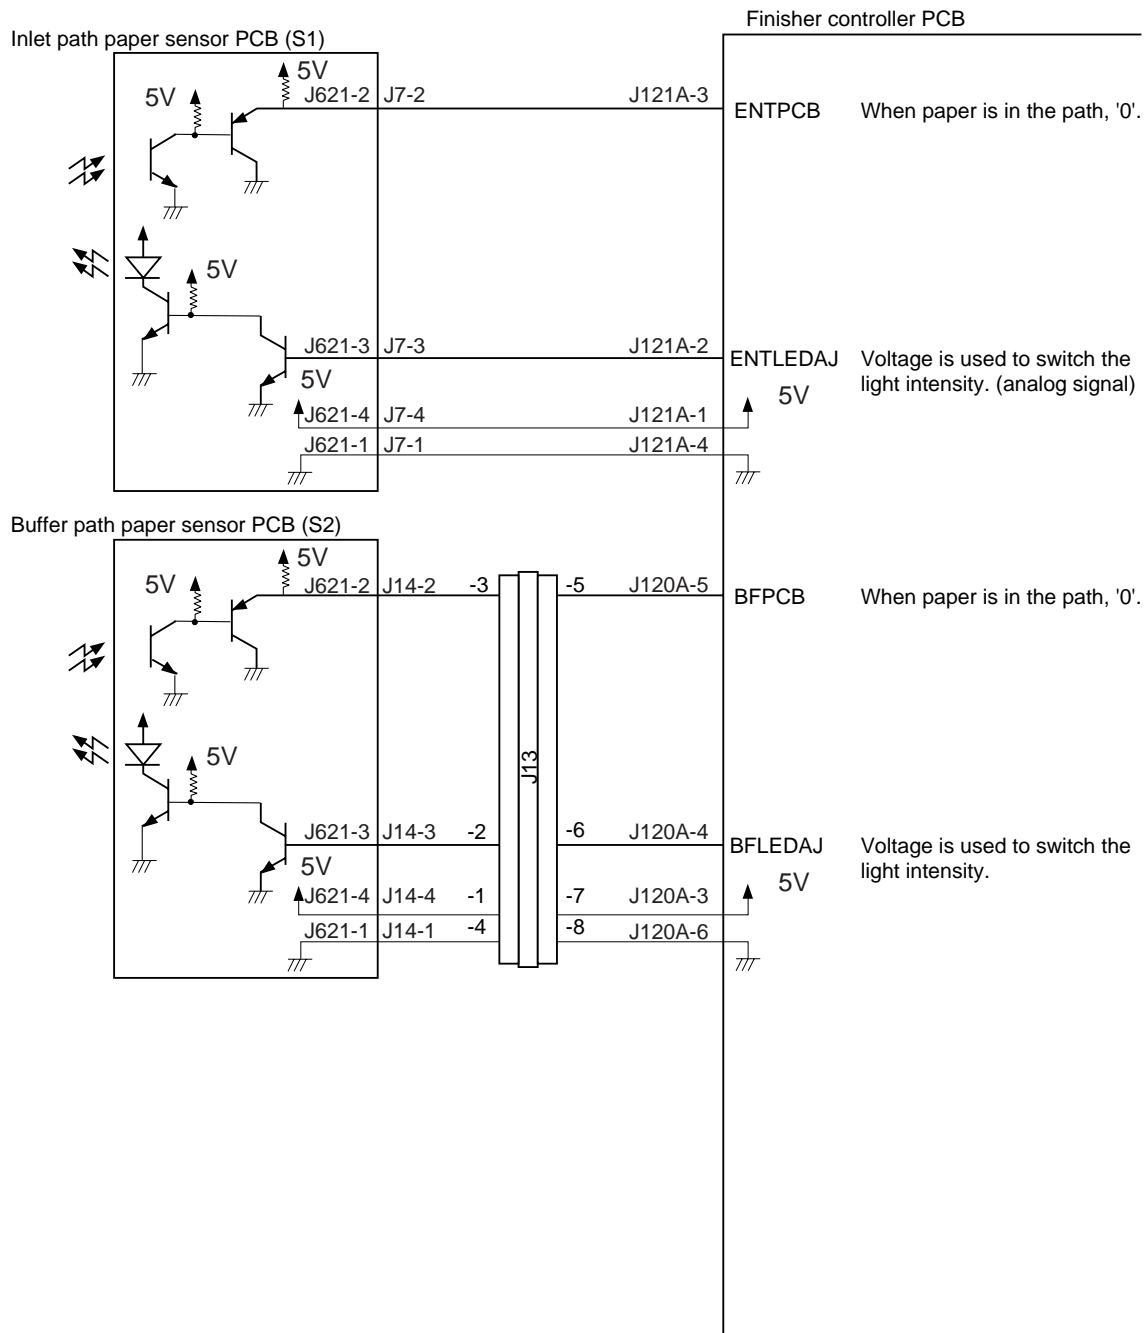 Finisher controller PCB
Inlet path paper sensor PCB (S1)
5V
5V
J621-2 J7-2 J121A-3
ENTPCB When paper is in the path, '0'.
5V
J621-3 J7-3 J121A-2
ENTLEDAJ Voltage is used to switch the
light intensity. (analog signal)
5V
5V
J621-4 J7-4 J121A-1
J621-1 J7-1 J121A-4
Buffer path paper sensor PCB (S2)
5V
5V
J621-2 J14-2 -3 -5 J120A-5
BFPCB When paper is in the path, '0'.
5V
J13
J621-3 J14-3 -2 -6 J120A-4
BFLEDAJ Voltage is used to switch the
light intensity.
5V
5V
J621-4 J14-4 -1 -7 J120A-3
J621-1 J14-1 -4 -8 J120A-6